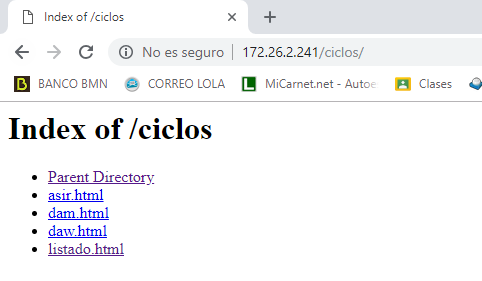 Index of /ciclos
No es seguro | 172.26.2.241/ciclos/
BANCO BMN CORREO LOLA MiCarnet.net - Autoe Clases
Index of /ciclos
Parent Directory
asir.html
dam.html
daw.html
listado.html